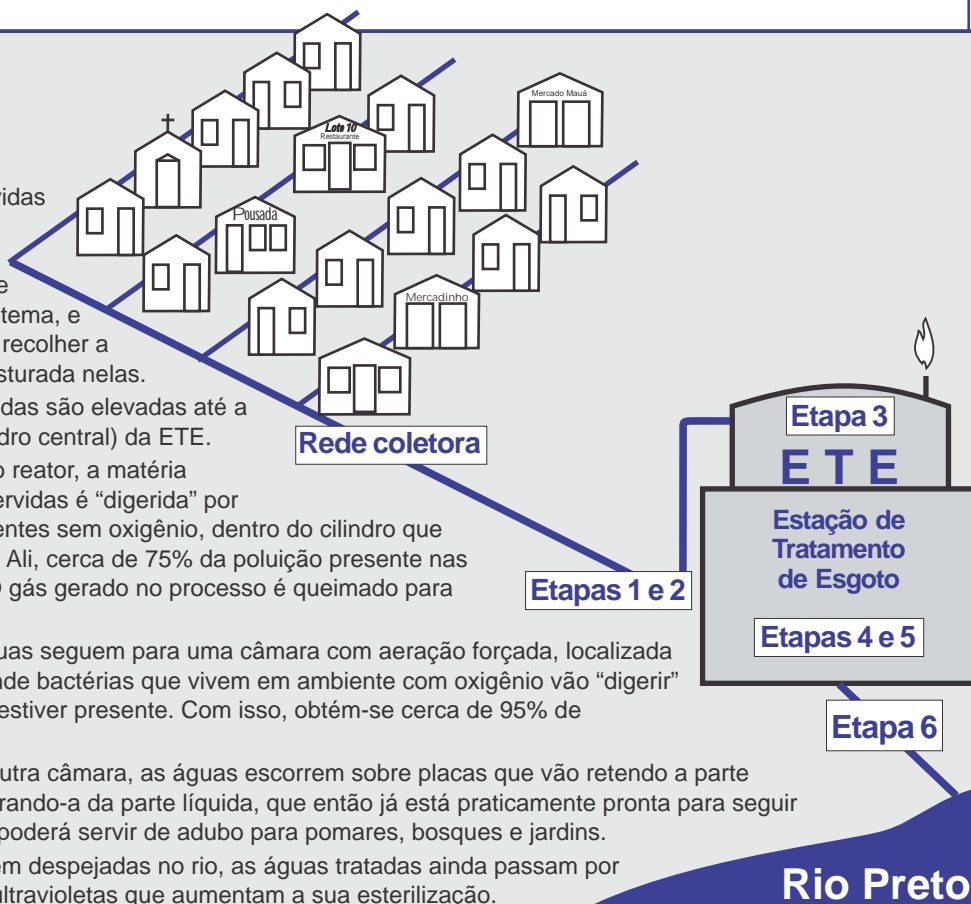 Mercado Mauá
Lote 10
Restaurante
Pousada
Mercadinho
vidas
e
tema, e
recolher a
sturada nelas.
das são elevadas até a
dro central) da ETE.
o reator, a matéria
ervidas é “digerida” por
entes sem oxigênio, dentro do cilindro que
Ali, cerca de 75% da poluição presente nas
gás gerado no processo é queimado para
uas seguem para uma câmara com aeração forçada, localizada
nde bactérias que vivem em ambiente com oxigênio vão “digerir”
estiver presente. Com isso, obtém-se cerca de 95% de
utra câmara, as águas escorrem sobre placas que vão retendo a parte
rando-a da parte líquida, que então já está praticamente pronta para seguir
poderá servir de adubo para pomares, bosques e jardins.
em despejadas no rio, as águas tratadas ainda passam por
ultravioletas que aumentam a sua esterilização.
Rede coletora
Etapas 1 e 2
Etapa 3
E T E
Estação de
Tratamento
de Esgoto
Etapas 4 e 5
Etapa 6
Rio Preto